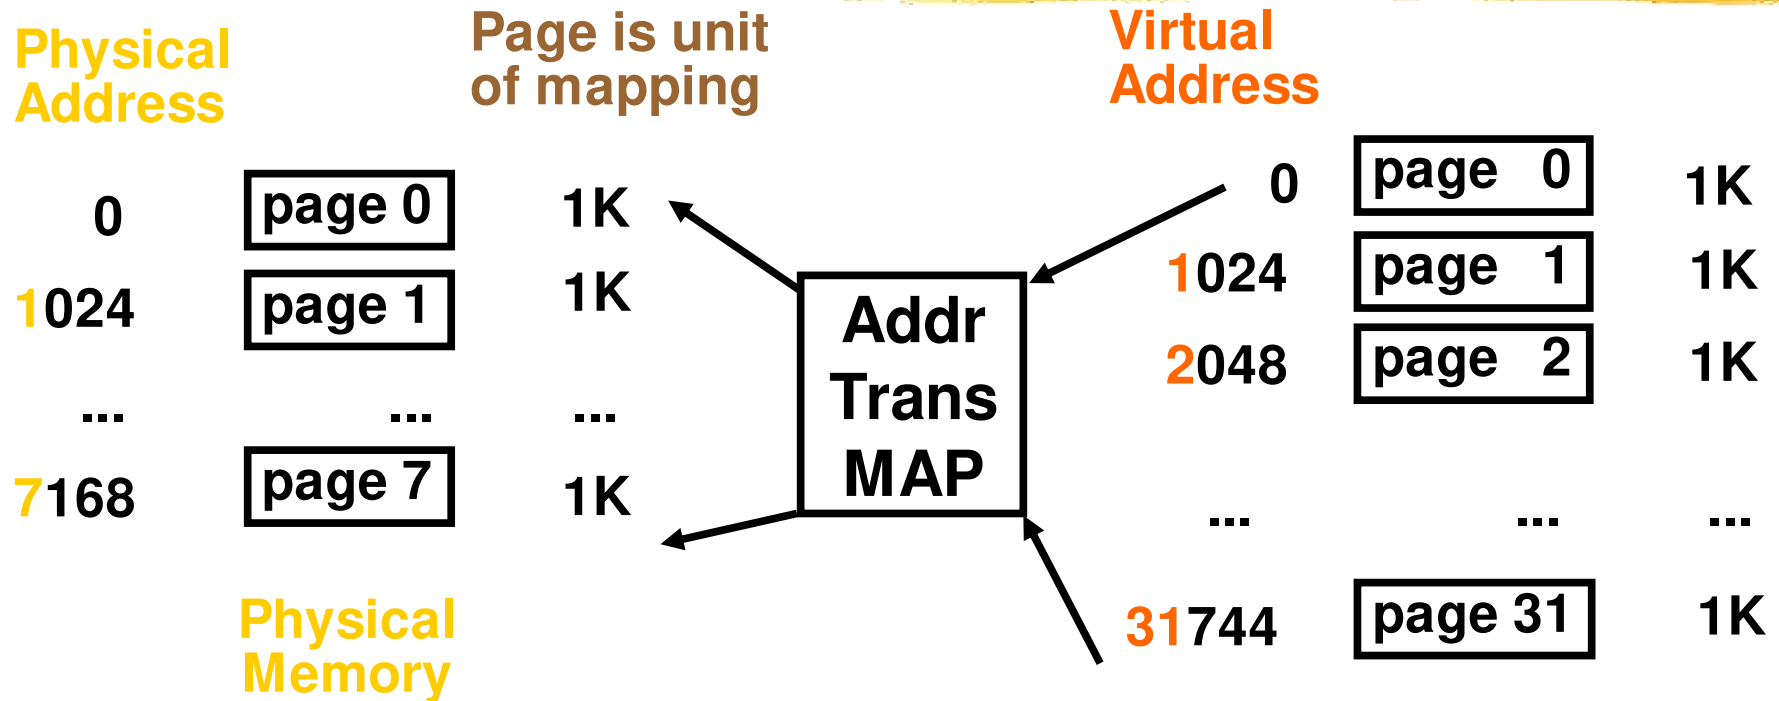 Physical
Address
Page is unit
of mapping
Virtual
Address
0 page 0 1K
1024 page 1 1K
... ... ...
7168 page 7 1K
Physical
Memory
Addr
Trans
MAP
0 page 0 1K
1024 page 1 1K
2048 page 2 1K
... ... ...
31744 page 31 1K